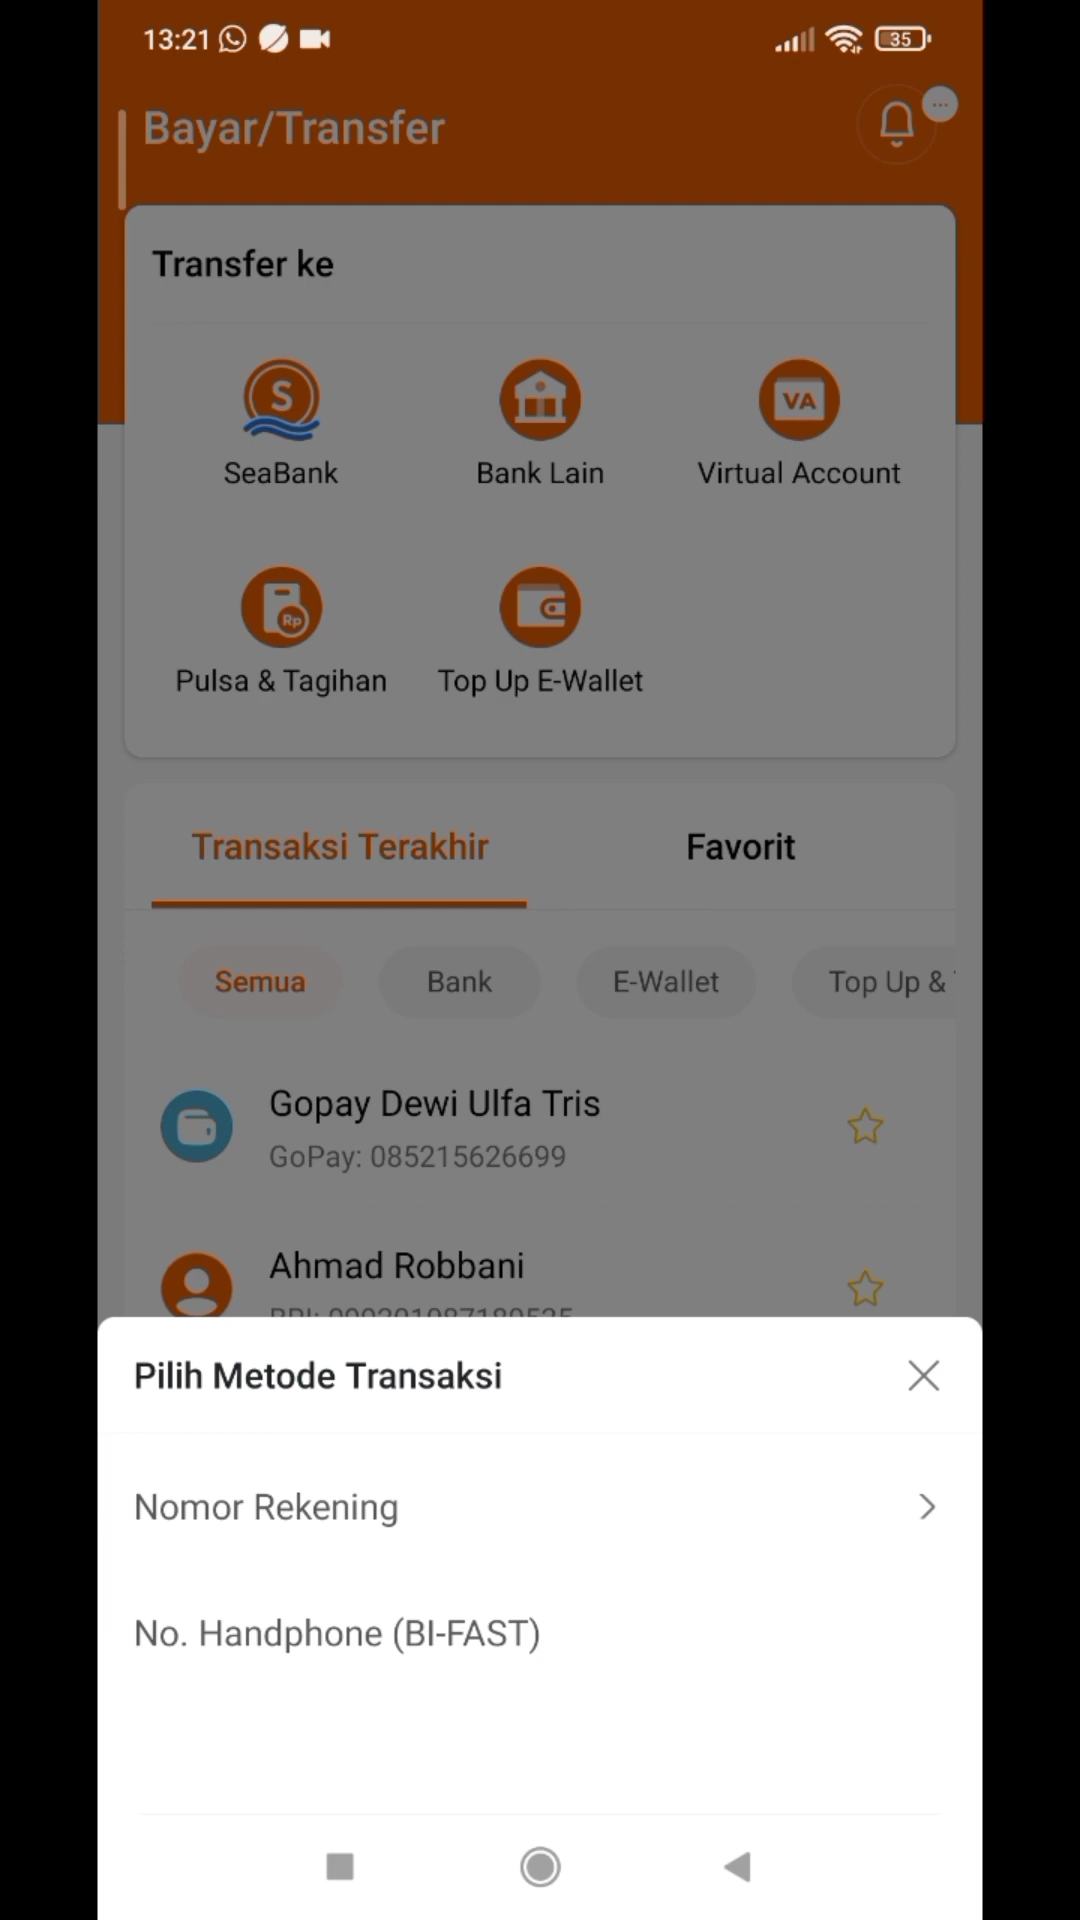 13:21
35
Bayar/Transfer
Transfer ke
S
VA
SeaBank
Bank Lain
Virtual Account
Rp
Pulsa & Tagihan
Top Up E-Wallet
Transaksi Terakhir
Favorit
Semua
Bank
E-Wallet
Top Up &
Gopay Dewi Ulfa Tris
GoPay: 085215626699
Ahmad Robbani
Pilih Metode Transaksi
Nomor Rekening
No. Handphone (BI-FAST)